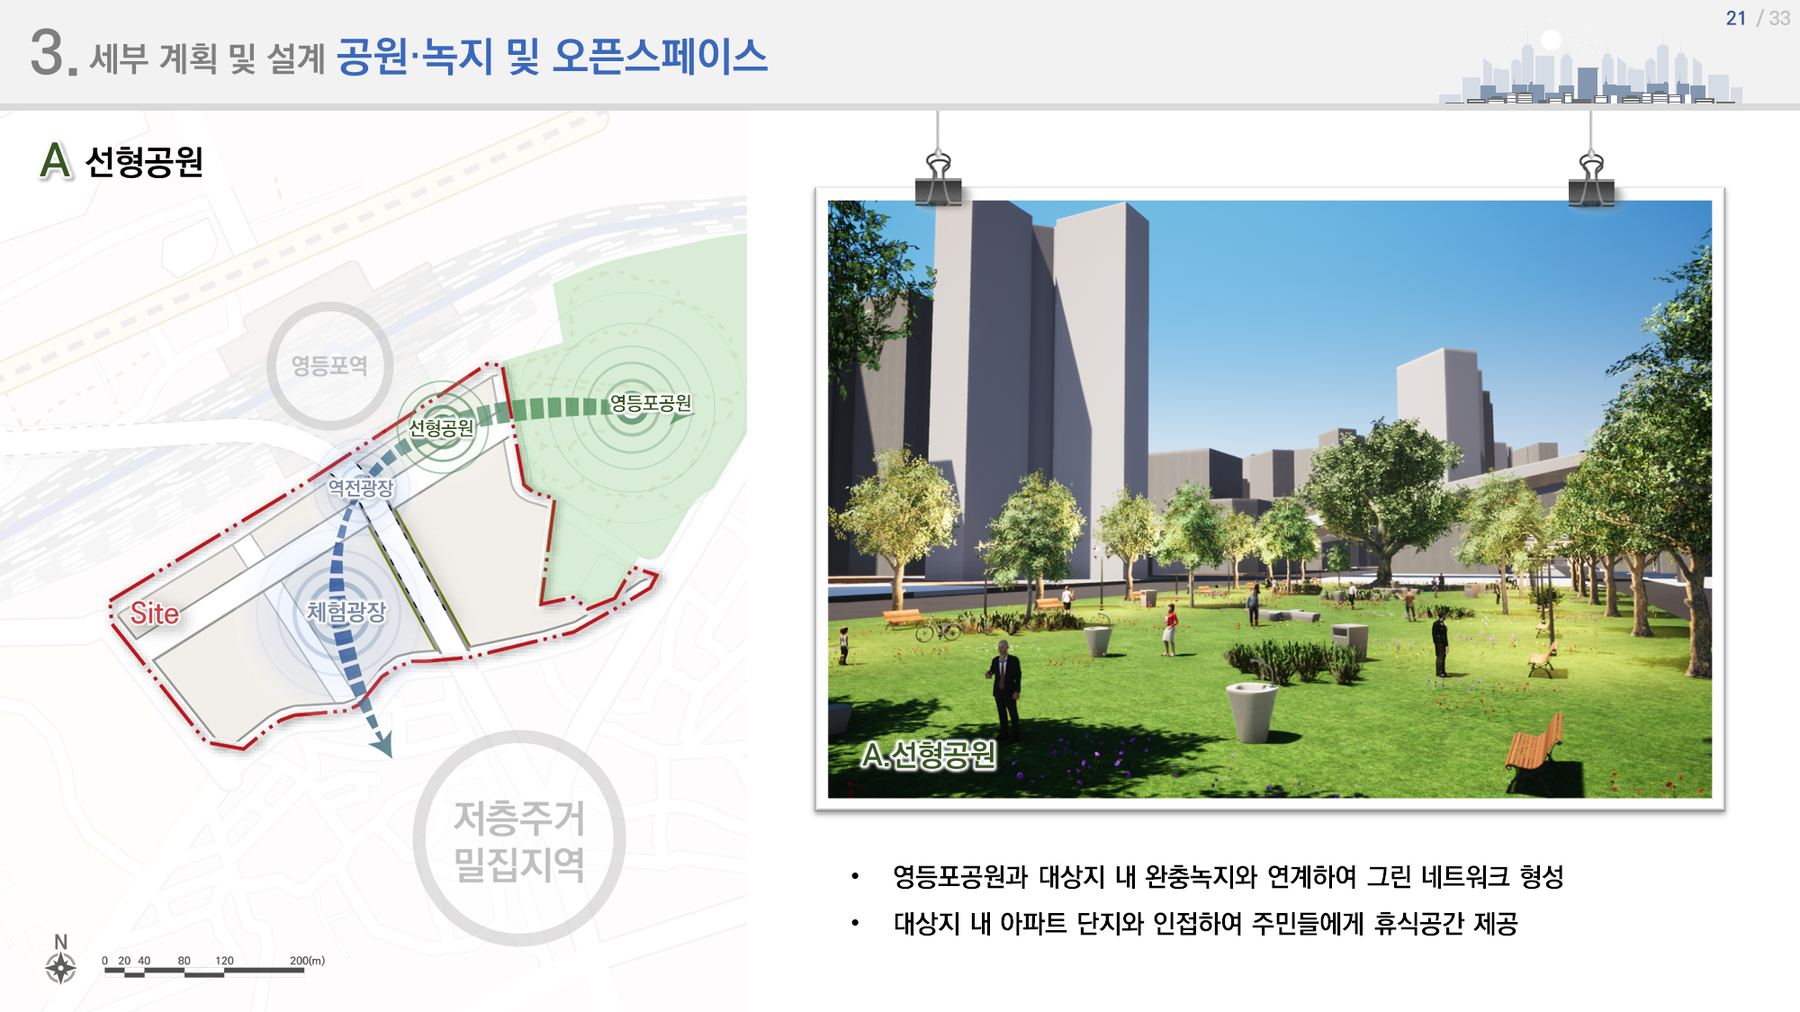 21 / 33
3. 세부 계획 및 설계 공원·녹지 및 오픈스페이스
A 선형공원
영등포역
영등포공원
선형공원
역전광장
Site
체험광장
저층주거
밀집지역
N
0 20 40 80 120 200(m)
A.선형공원
• 영등포공원과 대상지 내 완충녹지와 연계하여 그린 네트워크 형성
• 대상지 내 아파트 단지와 인접하여 주민들에게 휴식공간 제공